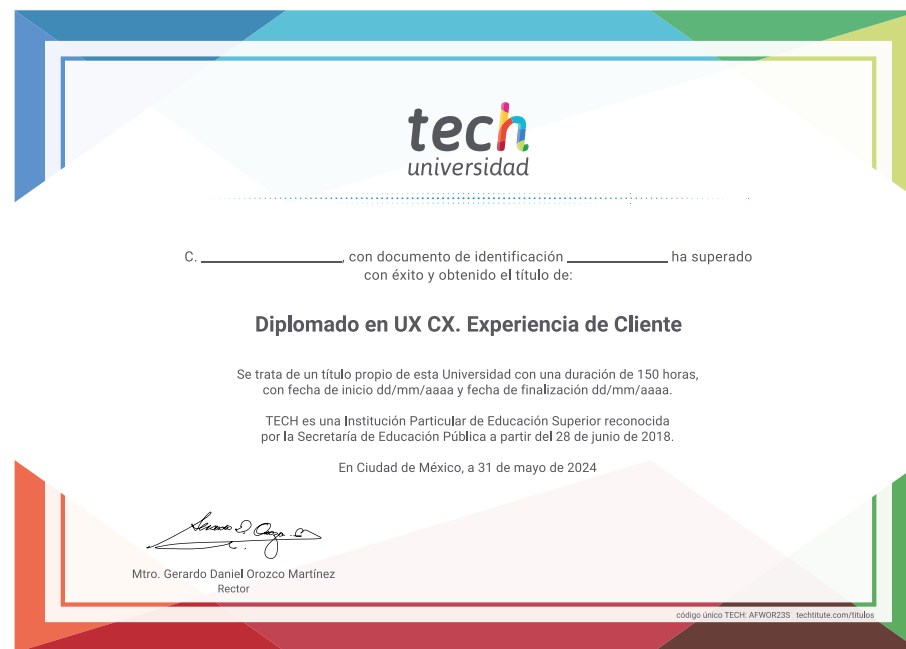 tech
universidad
C. ____________, con documento de identificación _________ ha superado
con éxito y obtenido el título de:
Diplomado en UX CX. Experiencia de Cliente
Se trata de un título propio de esta Universidad con una duración de 150 horas,
con fecha de inicio dd/mm/aaaa y fecha de finalización dd/mm/aaaa.
TECH es una Institución Particular de Educación Superior reconocida
por la Secretaría de Educación Pública a partir del 28 de junio de 2018.
En Ciudad de México, a 31 de mayo de 2024
Mtro. Gerardo Daniel Orozco Martínez
Rector
código único TECH: AFWOR23S techtitute.com/titulos